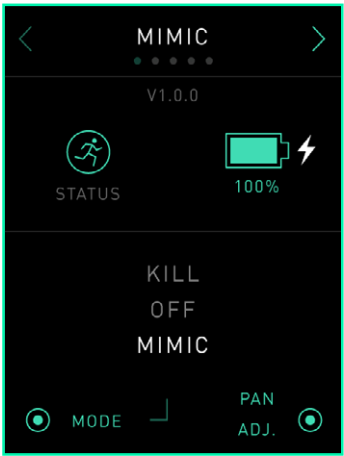 MIMIC
V1.0.0
STATUS
100%
KILL
OFF
MIMIC
MODE
PAN
ADJ.